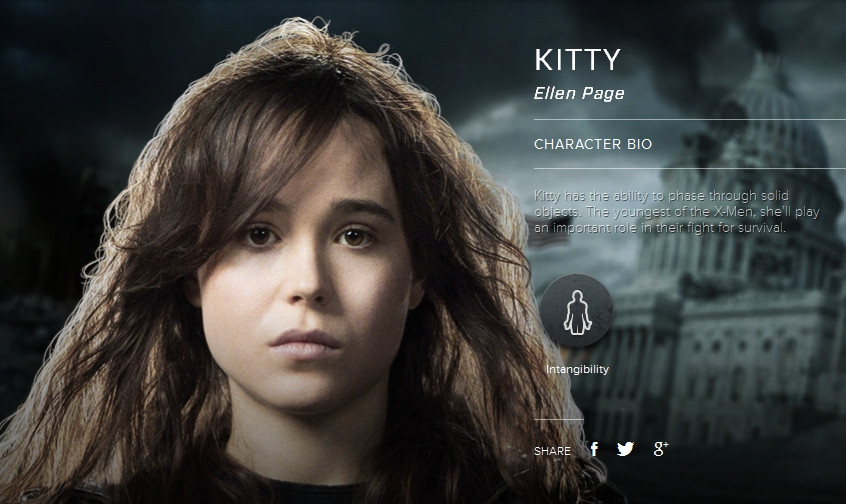 KITTY
Ellen Page
CHARACTER BIO
Kitty has the ability to phase through solid
objects. The youngest of the X-Men, she'll play
an important role in their fight for survival.
Intangibility
SHARE f g+